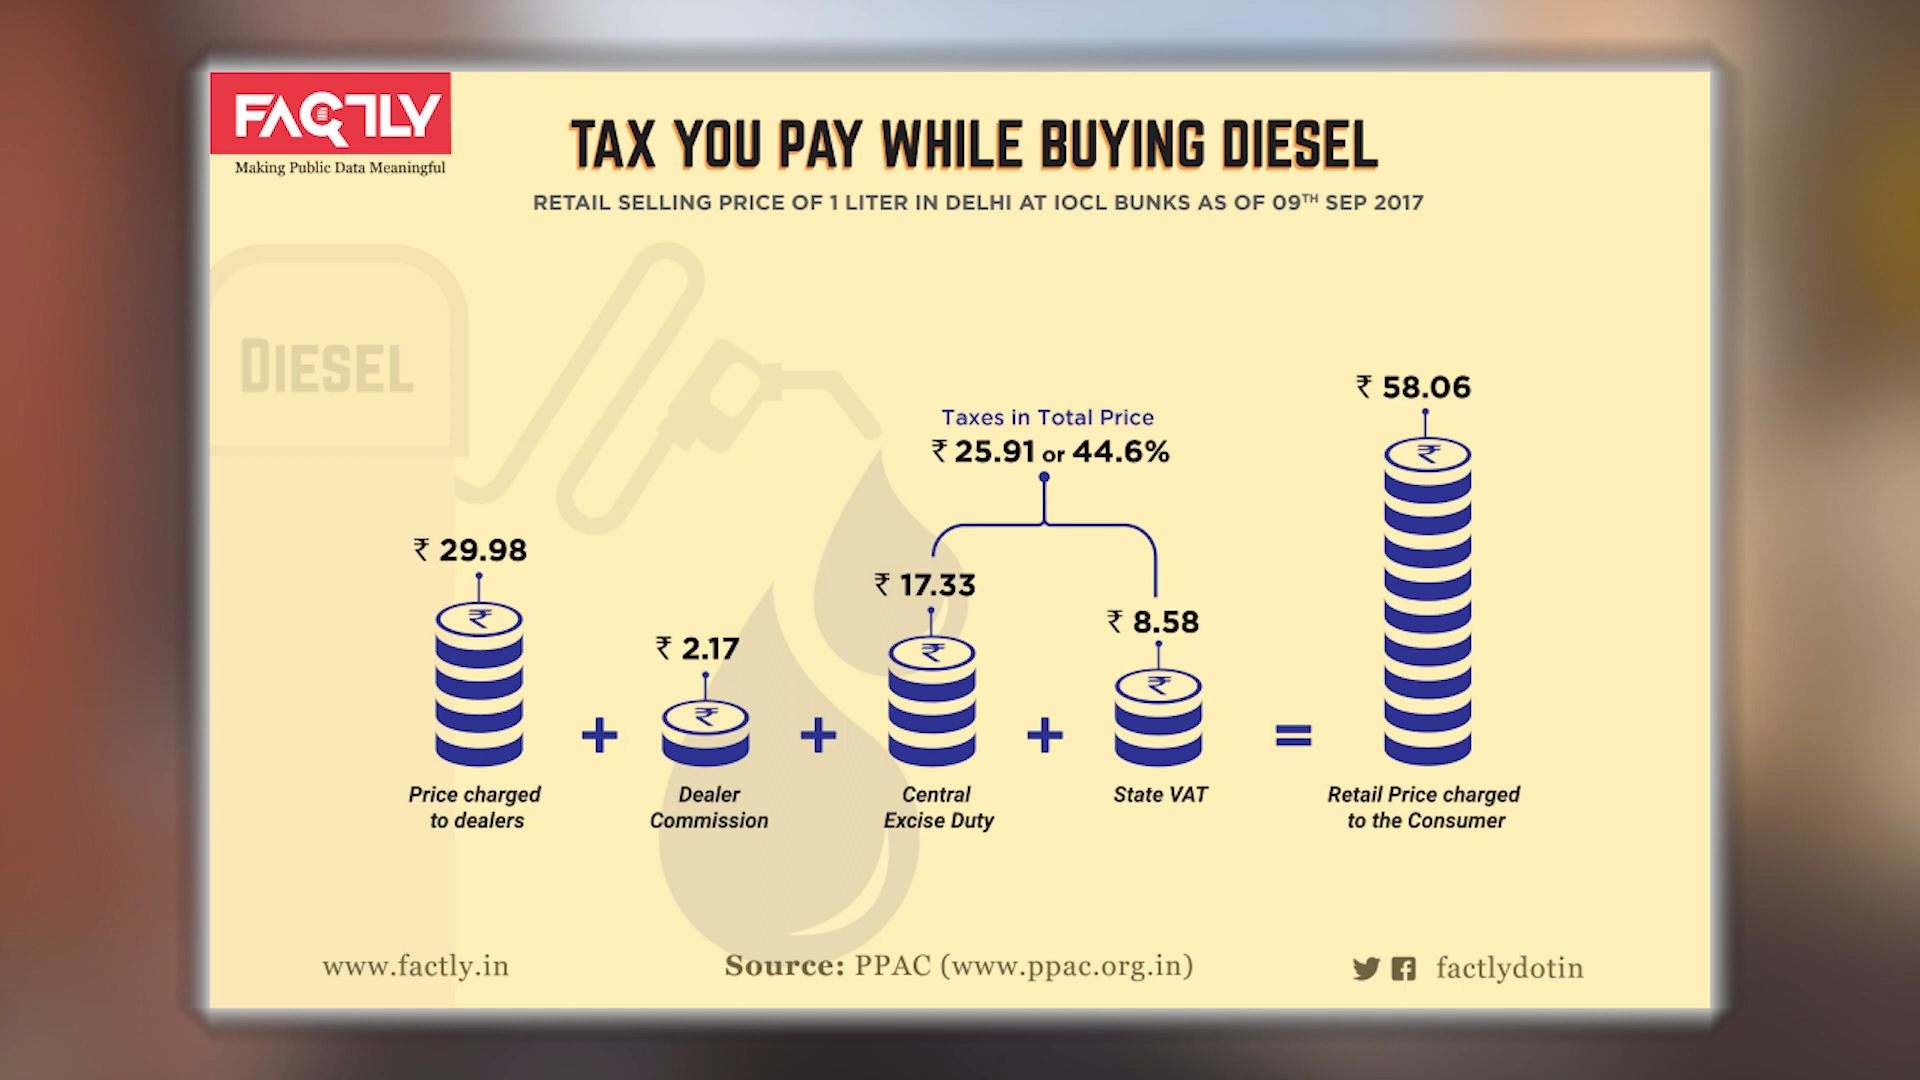 FACTLY
Making Public Data Meaningful
TAX YOU PAY WHILE BUYING DIESEL
RETAIL SELLING PRICE OF 1 LITER IN DELHI AT IOCL BUNKS AS OF 09TH SEP 2017
DIESEL
₹ 58.06
Taxes in Total Price
₹ 25.91 or 44.6%
₹ 29.98
₹ 17.33
₹ 8.58
₹ 2.17
₹
₹
₹
₹
₹
+ + + =
Price charged
to dealers
Dealer
Commission
Central
Excise Duty
State VAT
Retail Price charged
to the Consumer
www.factly.in
Source: PPAC (www.ppac.org.in)
factlydotin